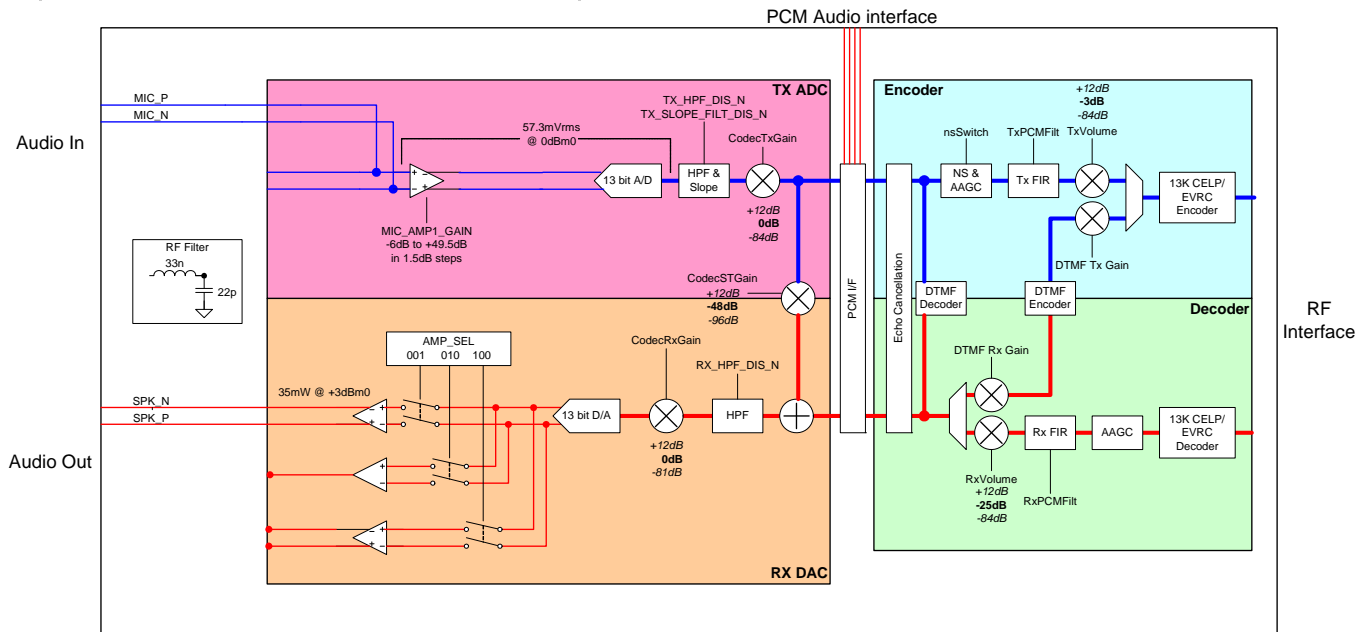 PCM Audio interface
Audio In
MIC_P
MIC_N
TX ADC
57.3mVrms
@ 0dBm0
TX_HPF_DIS_N
TX_SLOPE_FILT_DIS_N
CodecTxGain
+
−
−
+
13 bit A/D
HPF &
Slope
MIC_AMP1_GAIN
-6dB to +49.5dB
in 1.5dB steps
+12dB
0dB
-84dB
Encoder
nsSwitch
TxPCMFilt
+12dB
-3dB
-84dB
TxVolume
NS &
AAGC
Tx FIR
13K CELP/
EVRC
Encoder
DTMF Tx Gain
RF Filter
33n
22p
CodecSTGain
+12dB
-48dB
-96dB
PCM I/F
Echo Cancellation
DTMF
Decoder
DTMF
Encoder
Decoder
RF
Interface
AMP_SEL
001 010 100
35mW @ +3dBm0
SPK_N
SPK_P
Audio Out
−
+
CodecRxGain
RX_HPF_DIS_N
13 bit D/A
HPF
+12dB
0dB
-81dB
DTMF Rx Gain
Rx FIR
AAGC
13K CELP/
EVRC
Decoder
RxVolume
+12dB
-25dB
-84dB
RxPCMFilt
+
−
+
−
RX DAC